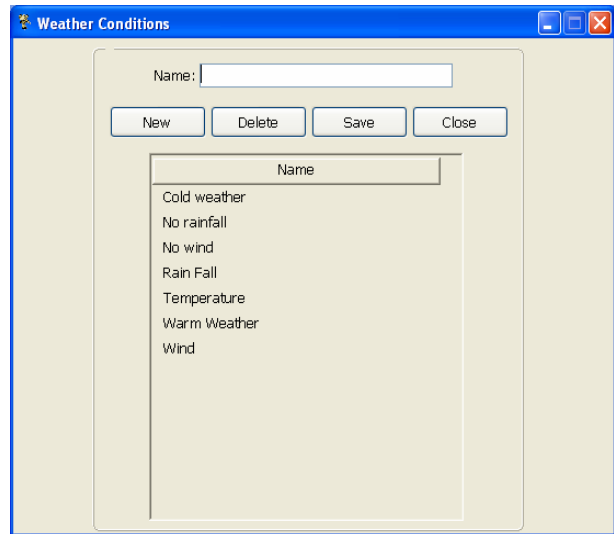 Weather Conditions
Name:
New Delete Save Close
Name
Cold weather
No rainfall
No wind
Rain Fall
Temperature
Warm Weather
Wind